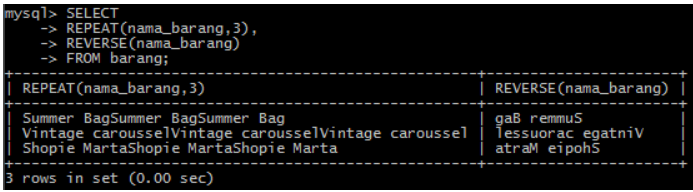 mysql> SELECT
-> REPEAT(nama_barang,3),
-> REVERSE(nama_barang)
-> FROM barang;
+-------------------------------------------------+----------------------+
| REPEAT(nama_barang,3) | REVERSE(nama_barang) |
+-------------------------------------------------+----------------------+
| Summer BagSummer BagSummer Bag | gaB remmuS |
| Vintage carousselVintage carousselVintage caroussel | lessuorac egatniV |
| Shopie MartaShopie MartaShopie Marta | atraM eipohS |
+-------------------------------------------------+----------------------+
3 rows in set (0.00 sec)